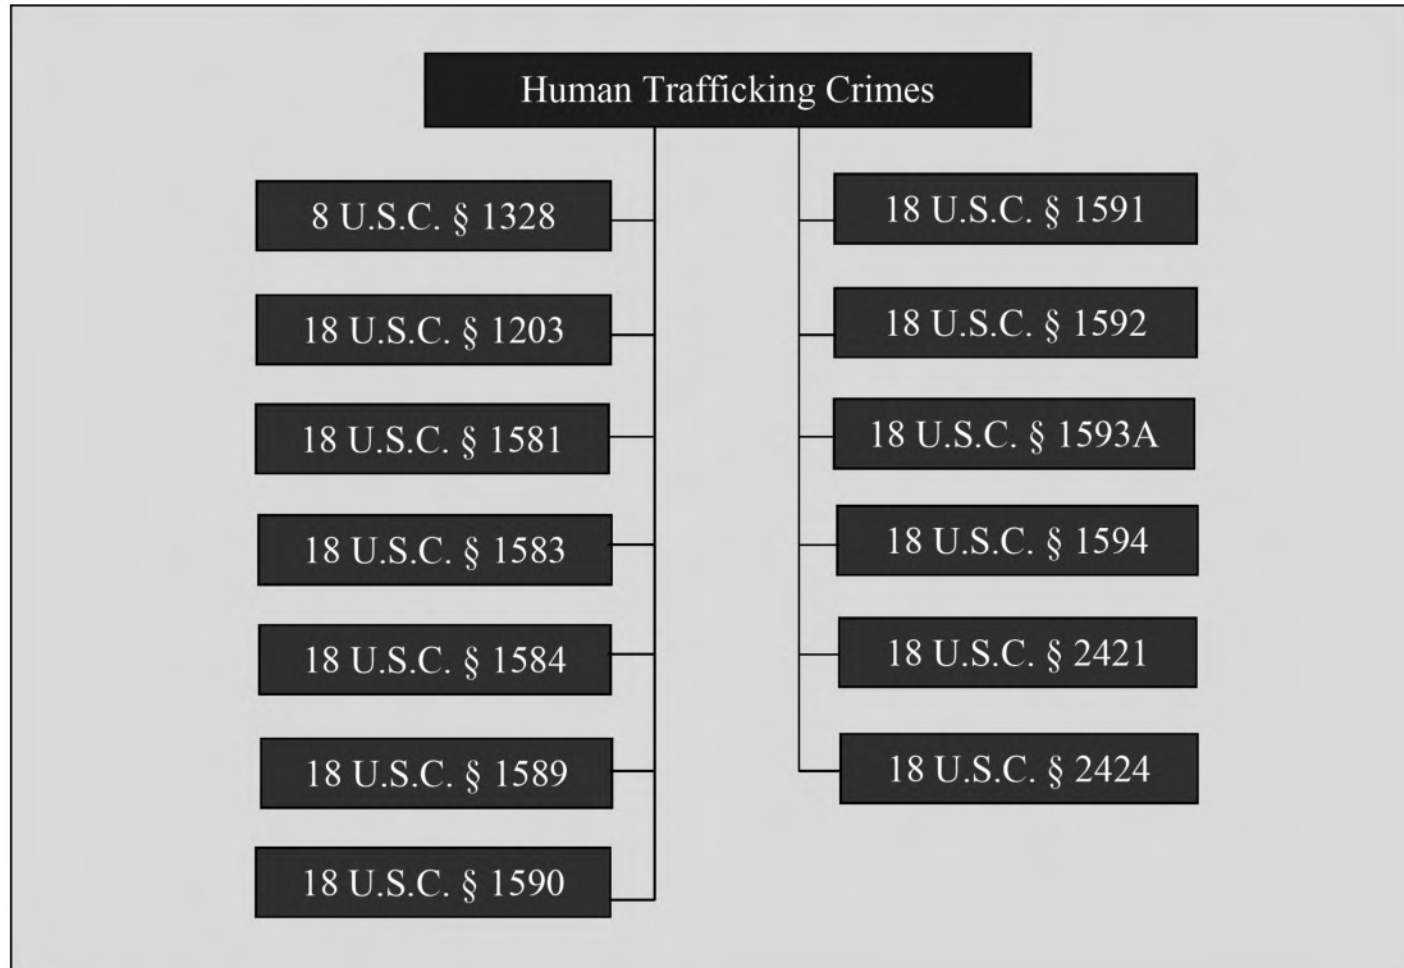 Human Trafficking Crimes
8 U.S.C. § 1328
18 U.S.C. § 1203
18 U.S.C. § 1581
18 U.S.C. § 1583
18 U.S.C. § 1584
18 U.S.C. § 1589
18 U.S.C. § 1590
18 U.S.C. § 1591
18 U.S.C. § 1592
18 U.S.C. § 1593A
18 U.S.C. § 1594
18 U.S.C. § 2421
18 U.S.C. § 2424